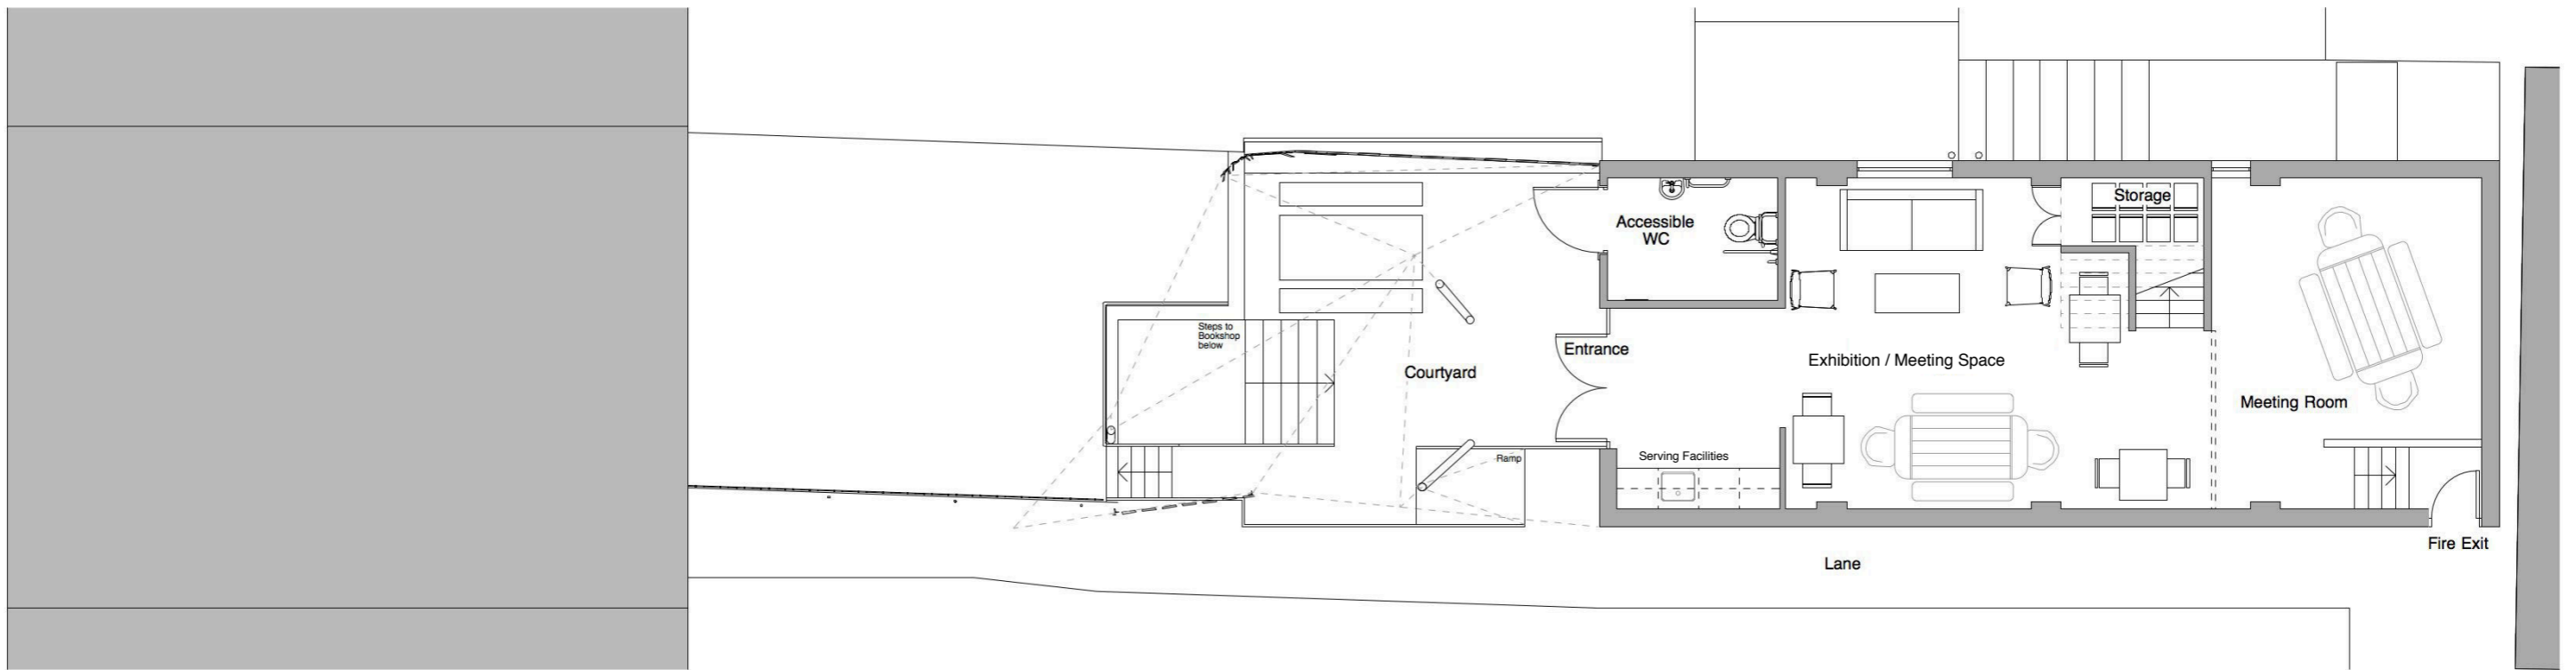 Storage
Accessible
WC
Steps to
Bookshop
below
Entrance
Exhibition / Meeting Space
Courtyard
Meeting Room
Serving Facilities
Ramp
Fire Exit
Lane